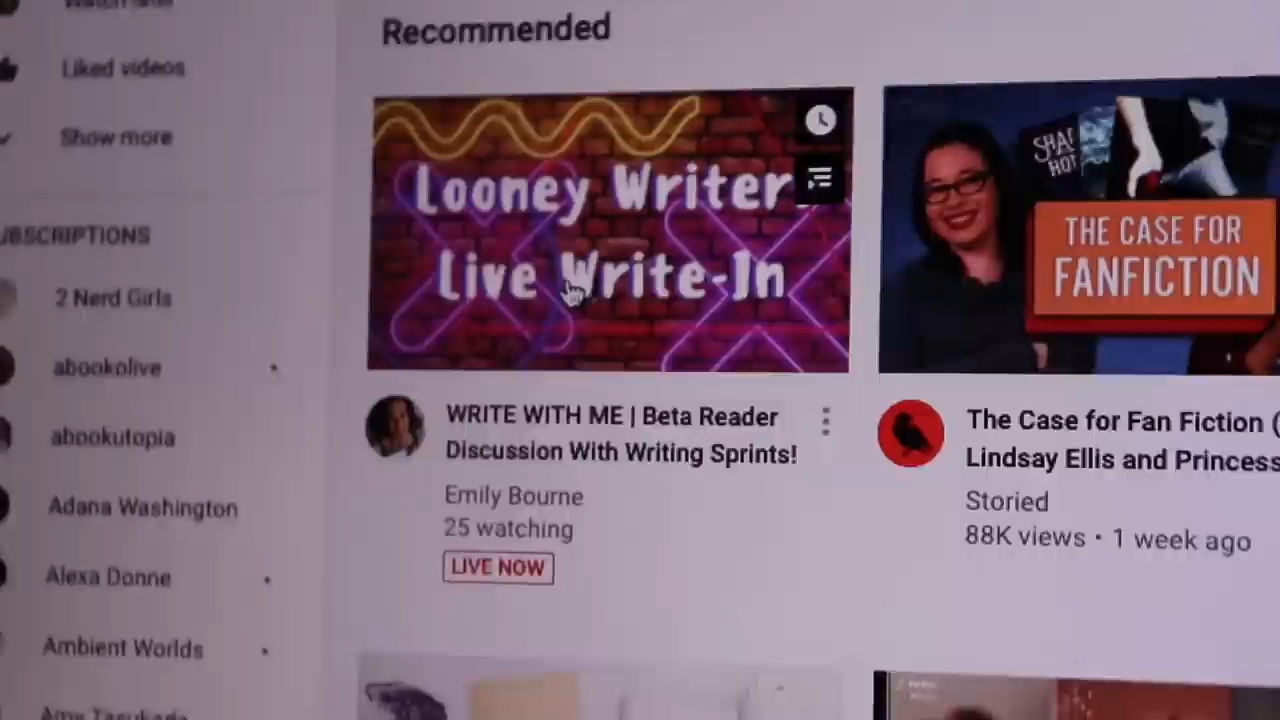 Recommended
Liked videos
Show more
UBSCRIPTIONS
2 Nerd Girls
abookolive
abookutopia
Adana Washington
Alexa Donne
Ambient Worlds
Looney Writer
Live Write-In
WRITE WITH ME | Beta Reader
Discussion With Writing Sprints!
Emily Bourne
25 watching
LIVE NOW
THE CASE FOR
FANFICTION
The Case for Fan Fiction (
Lindsay Ellis and Princess
Storied
88K views • 1 week ago